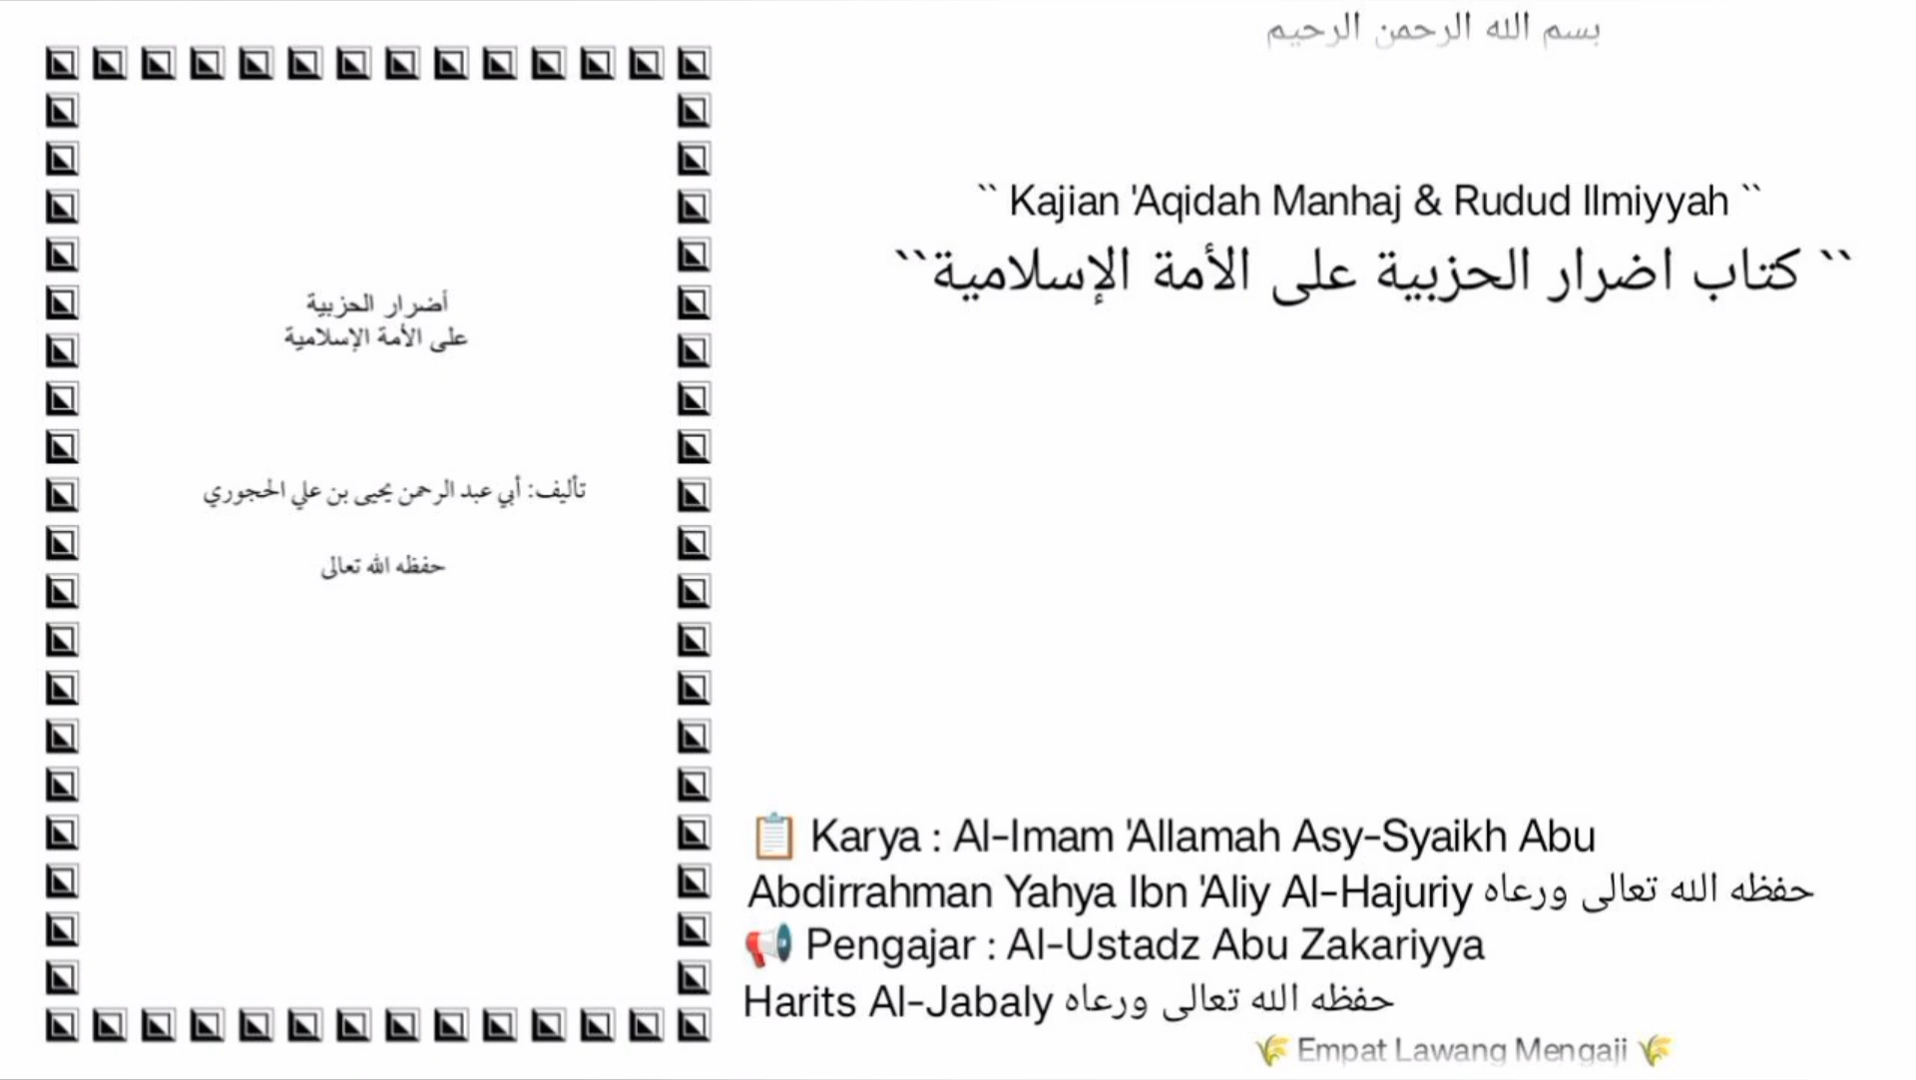 بسم الله الرحمن الرحيم
أضرار الحزبية
على الأمة الإسلامية
تأليف: أبي عبد الرحمن يحيى بن علي الحجوري
حفظه الله تعالى
`` Kajian 'Aqidah Manhaj & Rudud Ilmiyyah ``
`` كتاب اضرار الحزبية على الأمة الإسلامية``
📋 Karya : Al-Imam 'Allamah Asy-Syaikh Abu
Abdirrahman Yahya Ibn 'Aliy Al-Hajuriy حفظه الله تعالى ورعاه
📢 Pengajar : Al-Ustadz Abu Zakariyya
Harits Al-Jabaly حفظه الله تعالى ورعاه
🌾 Empat Lawang Mengaji 🌾